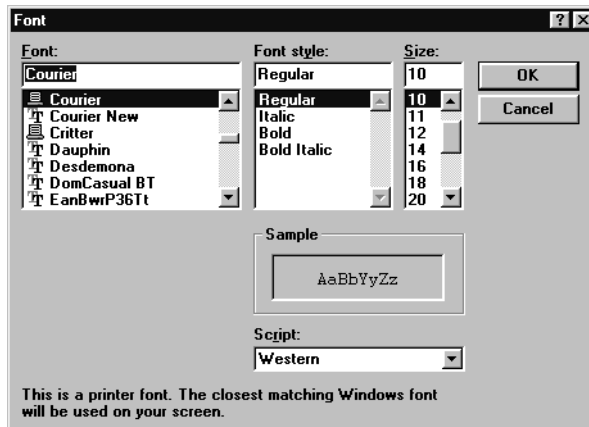 Font
Font:
Courier
Courier
Courier New
Critter
Dauphin
Desdemona
DomCasual BT
EanBwrP36Tt
Font style:
Regular
Regular
Italic
Bold
Bold Italic
Size:
10
10
11
12
14
16
18
20
OK
Cancel
Sample
AaBbYyZz
Script:
Western
This is a printer font. The closest matching Windows font
will be used on your screen.